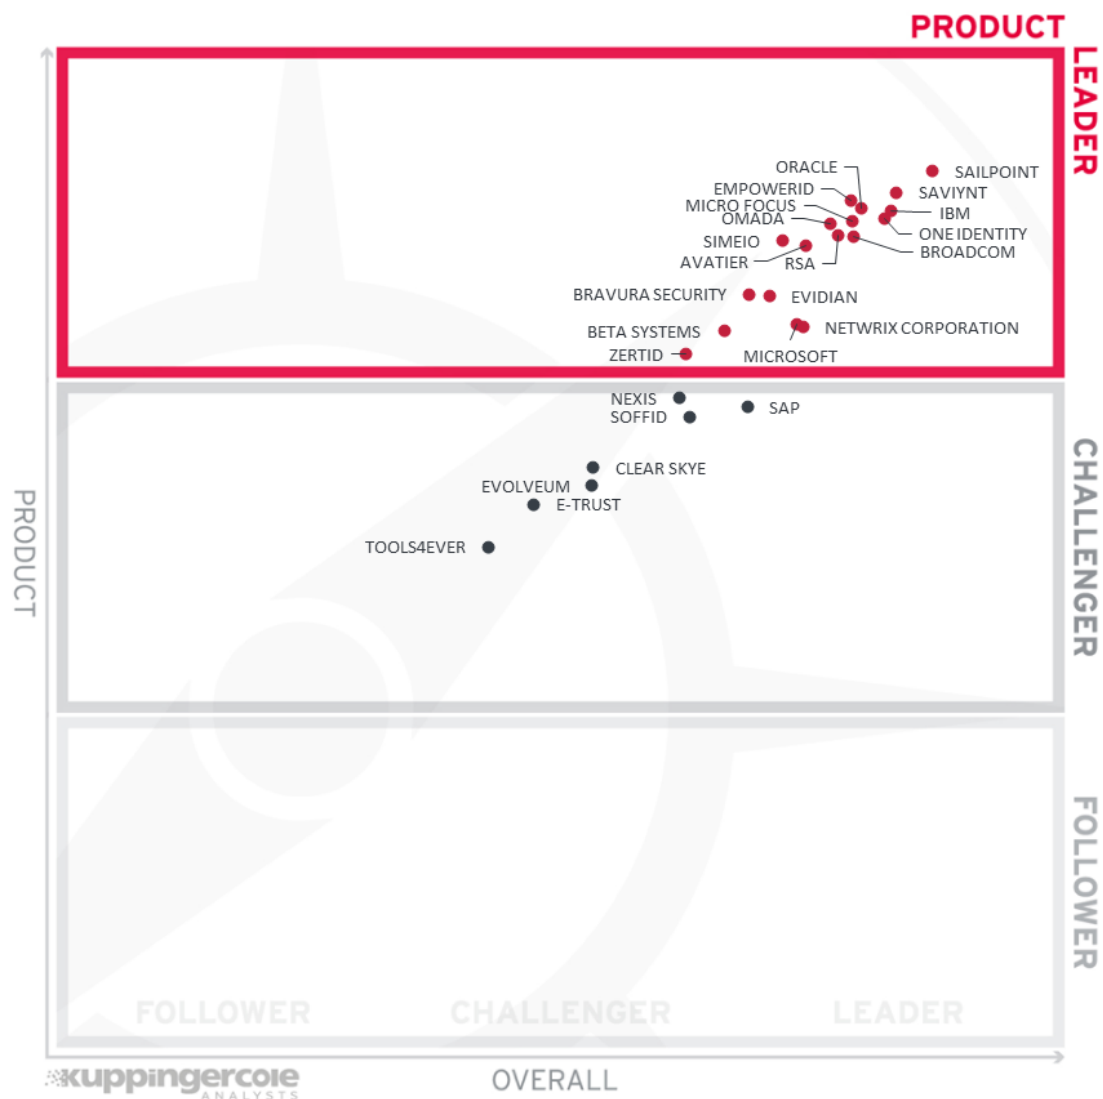 PRODUCT
LEADER
ORACLE
SAILPOINT
EMPOWERID
SAVIYNT
MICRO FOCUS
IBM
OMADA
ONE IDENTITY
SIMEIO
BROADCOM
AVATIER
RSA
BRAVURA SECURITY
EVIDIAN
BETA SYSTEMS
NETWRIX CORPORATION
ZERTID
MICROSOFT
NEXIS
SAP
SOFFID
CHALLENGER
CLEAR SKYE
EVOLVEUM
E-TRUST
TOOLS4EVER
PRODUCT
FOLLOWER
FOLLOWER
CHALLENGER
LEADER
kuppingercole
ANALYSTS
OVERALL